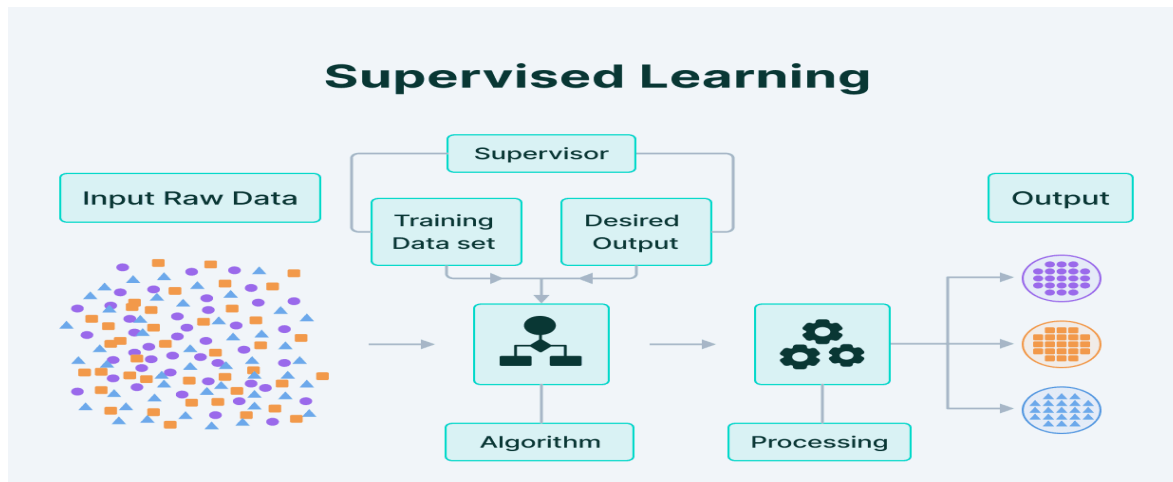 Supervised Learning
Supervisor
Input Raw Data
Training
Data set
Desired
Output
Output
Algorithm
Processing